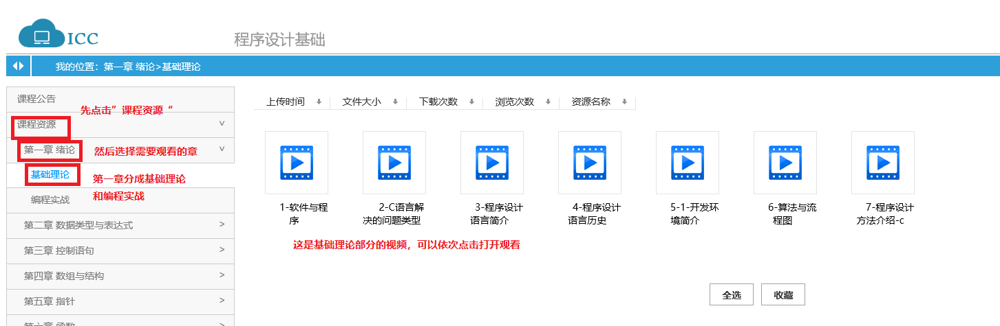 ICC
程序设计基础
我的位置：第一章 绪论>基础理论
课程公告
先点击”课程资源“
课程资源
第一章 绪论
然后选择需要观看的章
基础理论
第一章分成基础理论
和编程实战
编程实战
第二章 数据类型与表达式
第三章 控制语句
第四章 数组与结构
第五章 指针
第六章 函数
上传时间 文件大小 下载次数 浏览次数 资源名称
1-软件与程
序
2-C语言解
决的问题类型
3-程序设计
语言简介
4-程序设计
语言历史
5-1-开发环
境简介
6-算法与流
程图
7-程序设计
方法介绍-c
这是基础理论部分的视频，可以依次点击打开观看
全选 收藏